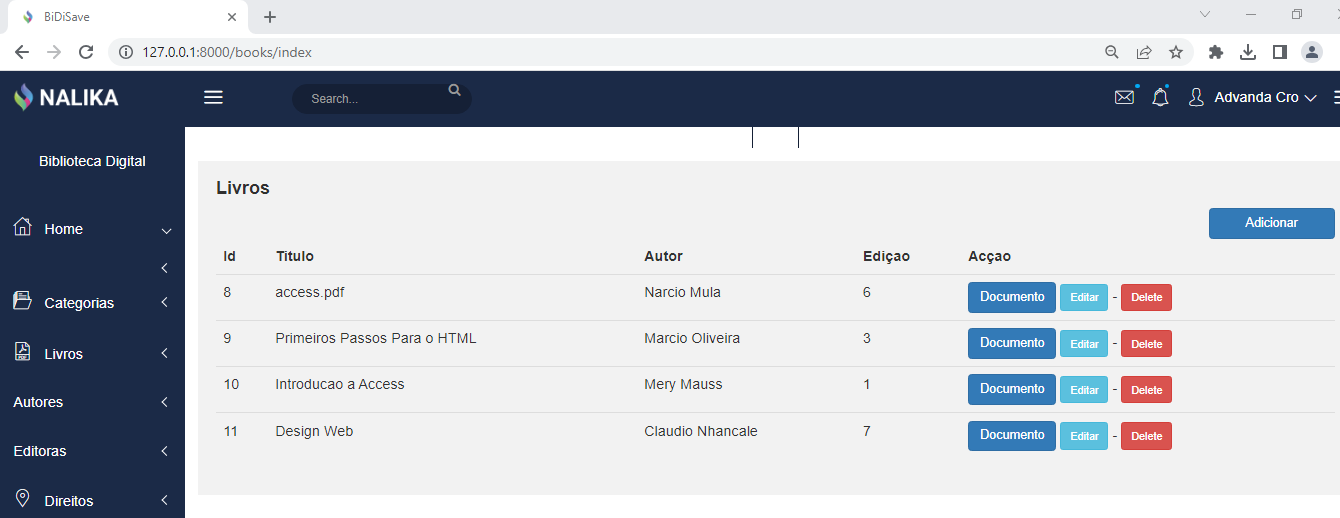 BiDiSave
127.0.0.1:8000/books/index
NALIKA
Search...
Advanda Cro
Biblioteca Digital
Home
Categorias
Livros
Autores
Editoras
Direitos
Livros
Adicionar
Id Titulo Autor Ediçao Acçao
8 access.pdf Narcio Mula 6 Documento Editar - Delete
9 Primeiros Passos Para o HTML Marcio Oliveira 3 Documento Editar - Delete
10 Introducao a Access Mery Mauss 1 Documento Editar - Delete
11 Design Web Claudio Nhancale 7 Documento Editar - Delete